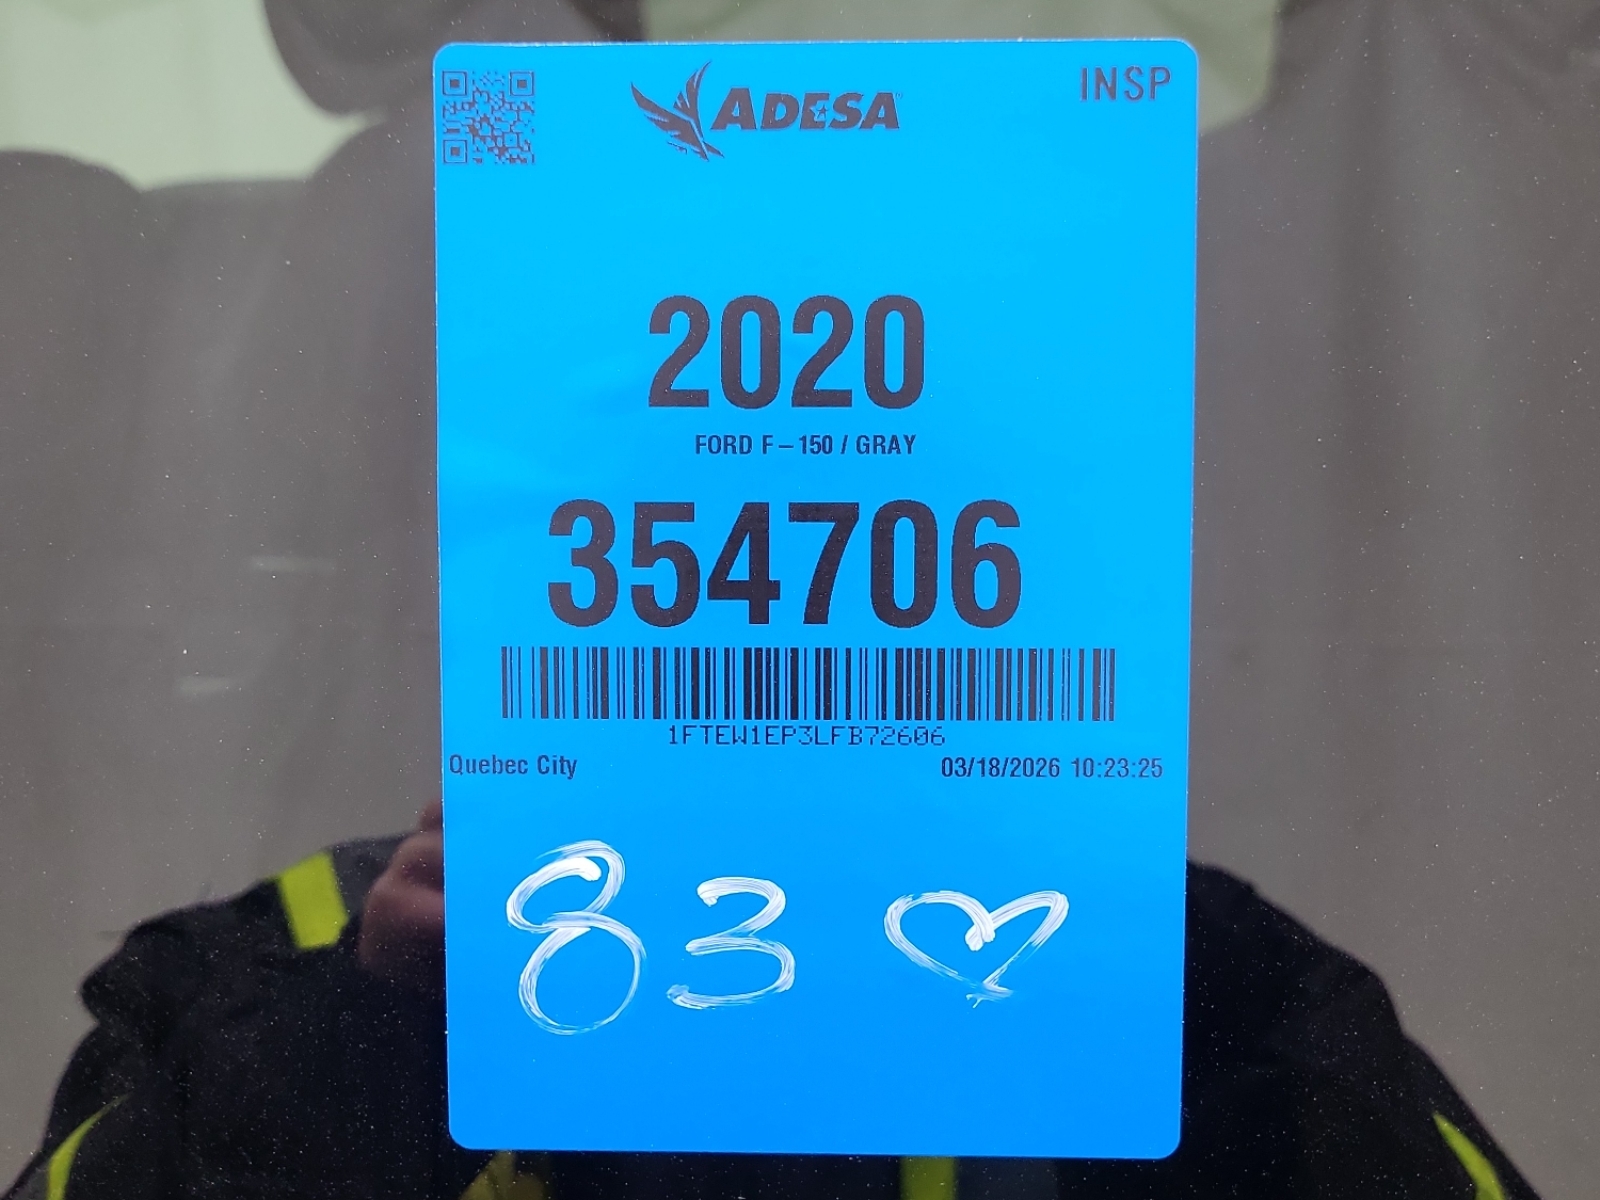 ADESA
INSP
2020
FORD F-150 / GRAY
354706
1FTEW1EP3LFB72606
Quebec City 03/18/2026 10:23:25
83 ♡